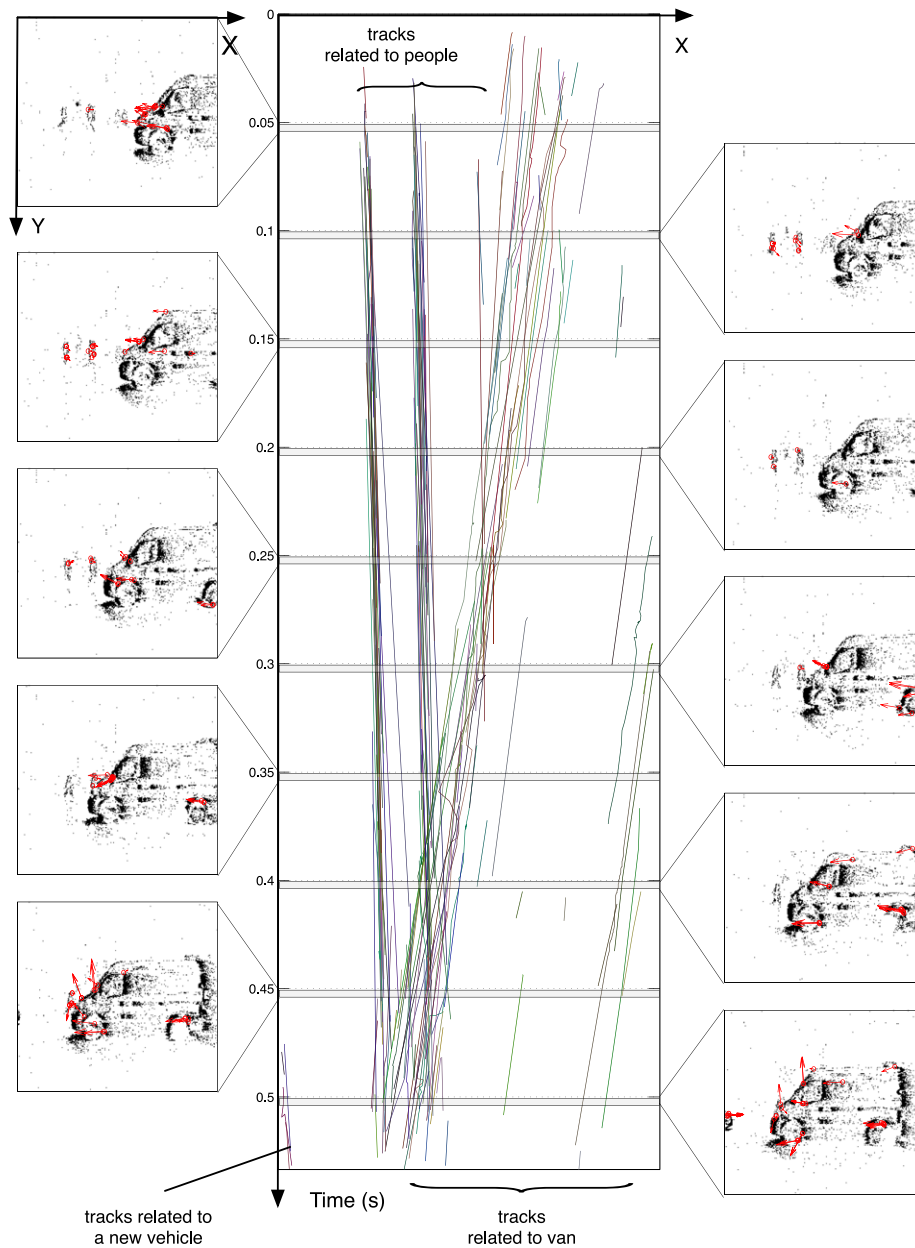 X
Y
tracks
related to people
X
0
0.05
0.1
0.15
0.2
0.25
0.3
0.35
0.4
0.45
0.5
Time (s)
tracks related to
a new vehicle
tracks
related to van